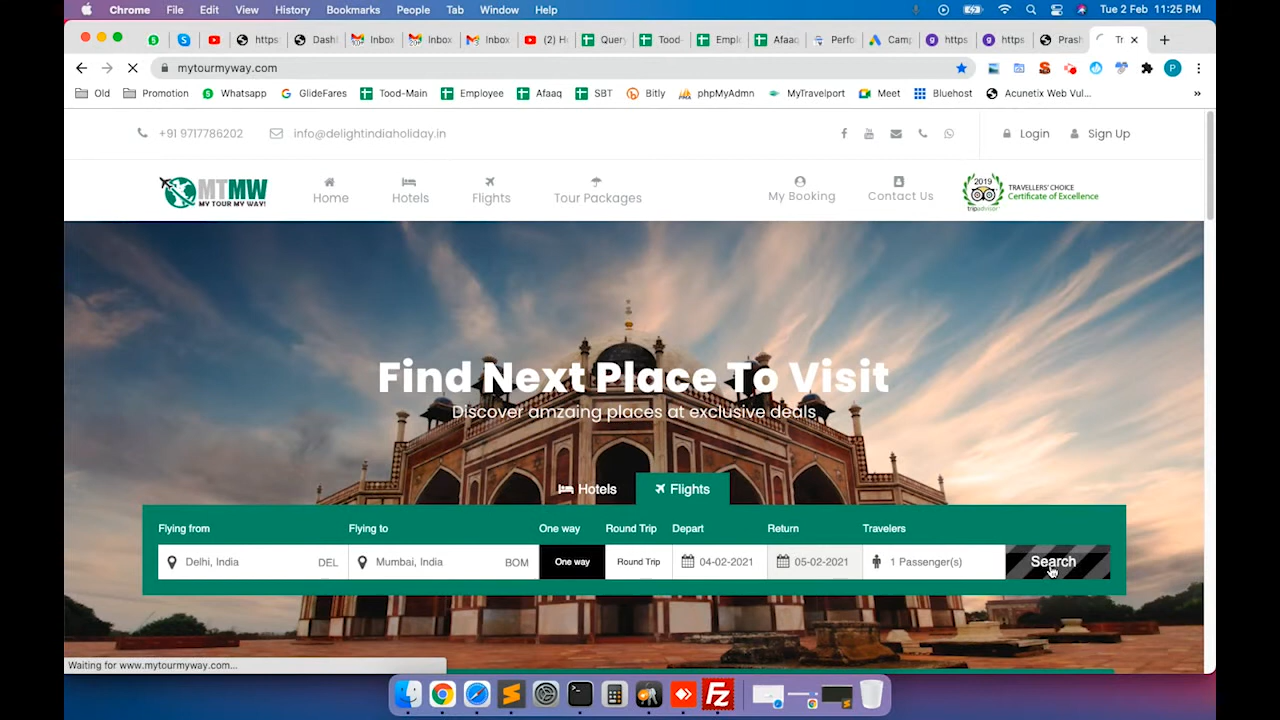 Chrome File Edit View History Bookmarks People Tab Window Help Tue 2 Feb 11:25 PM
https Dash Inbox Inbox Inbox (2) H Query Tood- Emplo Afaaq Perfo Camp https https Prash Tr
mytourmyway.com P
Old Promotion 5 Whatsapp G GlideFares Tood-Main Employee Afaaq SBT Bitly phpMyAdmn MyTravelport Meet Bluehost Acunetix Web Vul... »
+91 9717786202 info@delightindiaholiday.in Login Sign Up
MTMW
MY TOUR MY WAY!
Home Hotels Flights Tour Packages My Booking Contact Us
2019
tripadvisor
TRAVELLERS' CHOICE
Certificate of Excellence
Find Next Place To Visit
Discover amzaing places at exclusive deals
Hotels Flights
Flying from Flying to One way Round Trip Depart Return Travelers
Delhi, India DEL Mumbai, India BOM One way Round Trip 04-02-2021 05-02-2021 1 Passenger(s) Search
Waiting for www.mytourmyway.com...
Fz